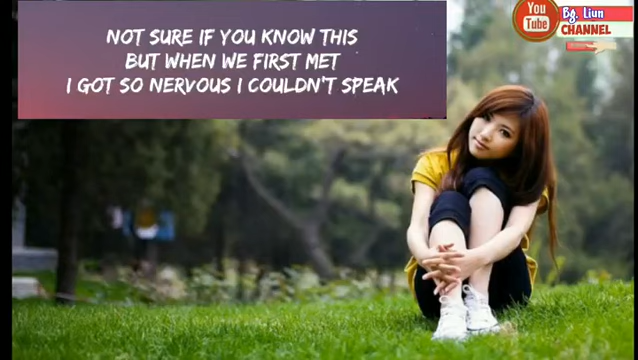 NOT SURE IF YOU KNOW THIS
BUT WHEN WE FIRST MET
I GOT SO NERVOUS I COULDN'T SPEAK
You
Tube
Bg. Liun
CHANNEL